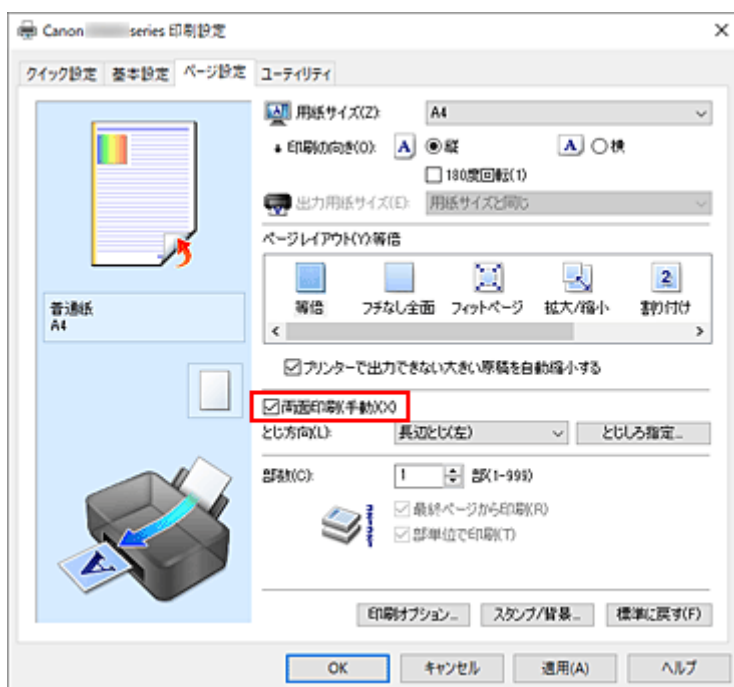 Canon series 印刷設定
クイック設定 基本設定 ページ設定 ユーティリティ
用紙サイズ(Z): A4
印刷の向き(O): A 縦 A 横
180度回転(1)
出力用紙サイズ(E): 用紙サイズと同じ
ページレイアウト(Y):等倍
等倍 フチなし全面 フィットページ 拡大/縮小 2 割り付け
普通紙
A4
プリンターで出力できない大きい原稿を自動縮小する
両面印刷(手動)(X)
とじ方向(L): 長辺とじ(左) とじしろ指定...
部数(C): 1 部(1-999)
最終ページから印刷(R)
部単位で印刷(T)
A
印刷オプション... スタンプ/背景... 標準に戻す(F)
OK キャンセル 適用(A) ヘルプ